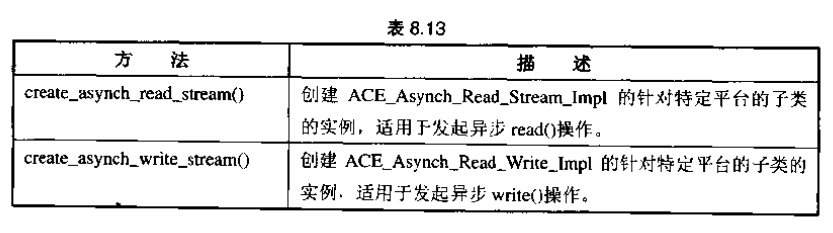 表 8.13
方 法
描 述
create_asynch_read_stream()
创建 ACE_Asynch_Read_Stream_Impl 的针对特定平台的子类
的实例，适用于发起异步 read()操作。
create_asynch_write_stream()
创建 ACE_Asynch_Read_Write_Impl 的针对特定平台的子类的
实例，适用于发起异步 write()操作。